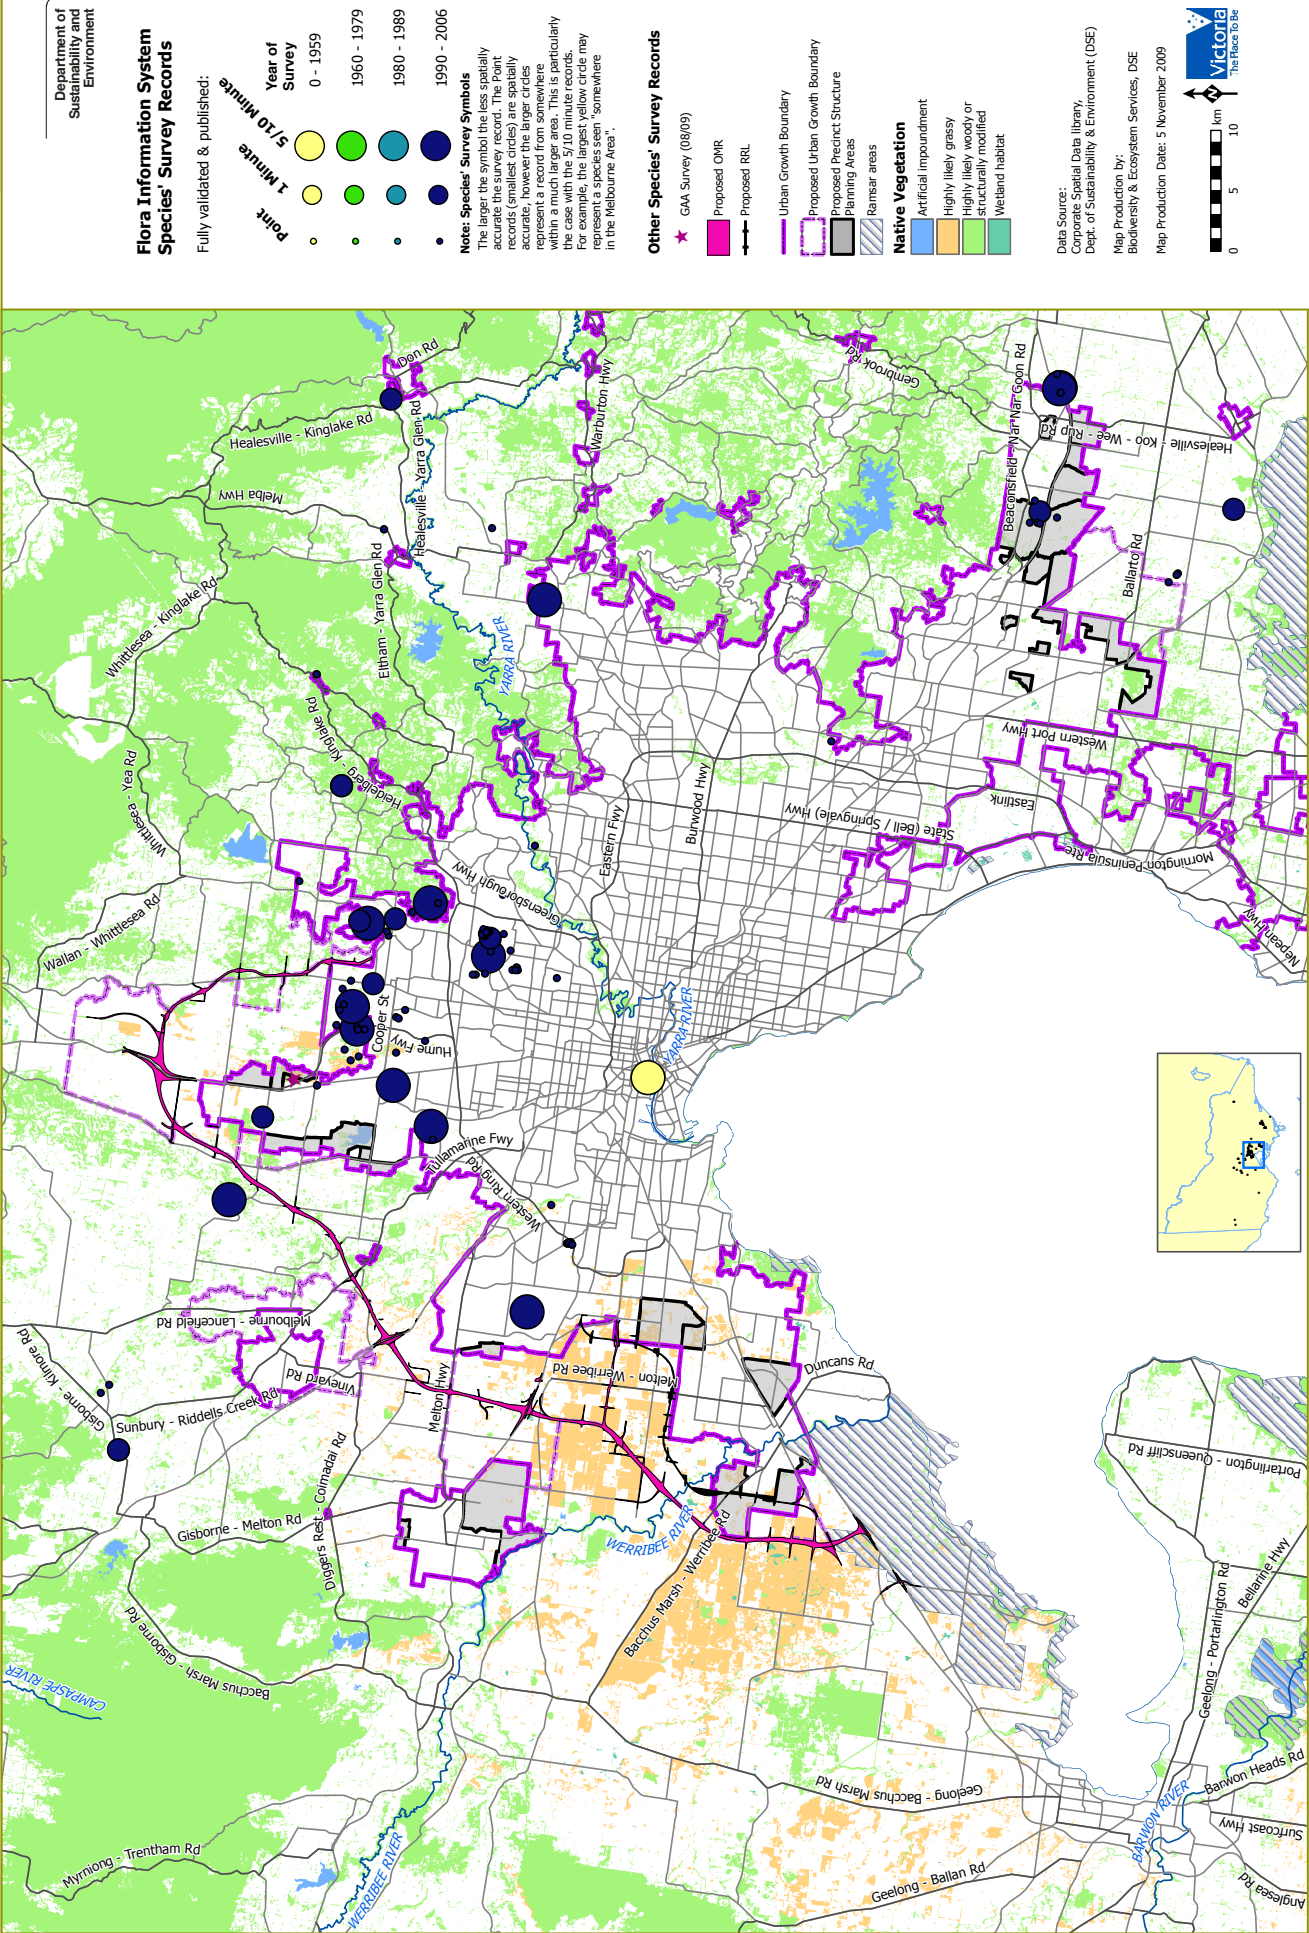 Department of
Sustainability and
Environment
Flora Information System
Species' Survey Records
Fully validated & published:
Point
1 Minute
5/10 Minute
Year of
Survey
0 - 1959
1960 - 1979
1980 - 1989
1990 - 2006
Note: Species' Survey Symbols
The larger the symbol the less spatially
accurate the survey record. The Point
records (smallest circles) are spatially
accurate, however the larger circles
represent a record from somewhere
within a much larger area. This is particularly
the case with the 5/10 minute records.
For example, the largest yellow circle may
represent a species seen "somewhere
in the Melbourne Area".
Other Species' Survey Records
GAA Survey (08/09)
Proposed OMR
Proposed RRL
Urban Growth Boundary
Proposed Urban Growth Boundary
Proposed Precinct Structure
Planning Areas
Ramsar areas
Native Vegetation
Artificial impoundment
Highly likely grassy
Highly likely woody or
structurally modified
Wetland habitat
Data Source:
Corporate Spatial Data library,
Dept. of Sustainability & Environment (DSE)
Map Production by:
Biodiversity & Ecosystem Services, DSE
Map Production Date: 5 November 2009
0
5
10
km
N
Victoria
The Place To Be
Don Rd
Healesville - Kinglake Rd
Healesville - Yarra Glen Rd
Melba Hwy
Warburton Hwy
Gembrook Rd
Beaconsfield - Nar Nar Goon Rd
Healesville - Koo - Wee - Rup Rd
Ballarto Rd
Eltham - Yarra Glen Rd
Whittlesea - Kinglake Rd
YARRA RIVER
Heidelberg - Kinglake Rd
Whittlesea - Yea Rd
Western Port Hwy
Eastlink
Burwood Hwy
Eastern Fwy
State (Bell / Springvale) Hwy
Mornington Peninsula Rte
Nepean Hwy
Greensborough Hwy
Wallan - Whittlesea Rd
Cooper St
Hume Fwy
YARRA RIVER
Tullamarine Fwy
Western Ring Rd
Melbourne - Lancefield Rd
Gisborne - Kilmore Rd
Sunbury - Riddells Creek Rd
Vineyard Rd
Melton Hwy
Melton - Werribee Rd
Duncans Rd
Diggers Rest - Coimadai Rd
Gisborne - Melton Rd
WERRIBEE RIVER
Bacchus Marsh - Werribee Rd
Bacchus Marsh - Gisborne Rd
CAMPASPE RIVER
Portarlington - Queenscliff Rd
Bellarine Hwy
Geelong - Portarlington Rd
Geelong - Bacchus Marsh Rd
Barwon Heads Rd
BARWON RIVER
Surfcoast Hwy
Anglesea Rd
Geelong - Ballan Rd
Myrniong - Trentham Rd
WERRIBEE RIVER